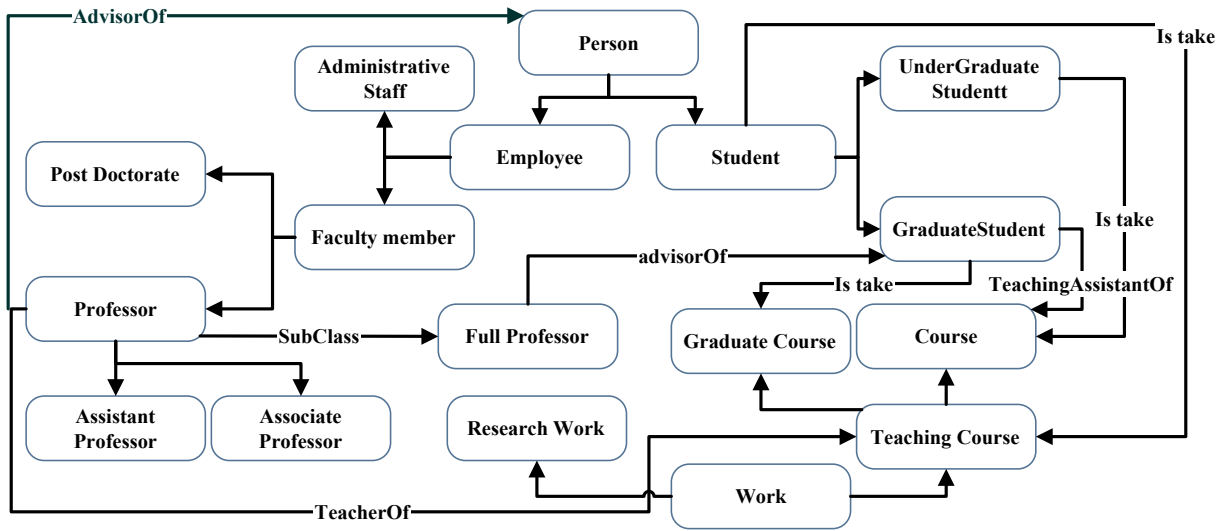 AdvisorOf
Person
Is take
Administrative
Staff
UnderGraduate
Studentt
Employee
Student
Post Doctorate
Faculty member
GraduateStudent
Is take
advisorOf
Is take
TeachingAssistantOf
Professor
SubClass
Full Professor
Graduate Course
Course
Assistant
Professor
Associate
Professor
Research Work
Teaching Course
Work
TeacherOf